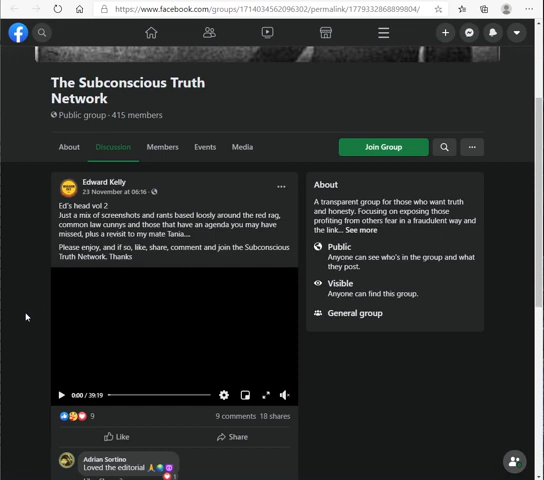 https://www.facebook.com/groups/1714034562096302/permalink/1779332868899804/
The Subconscious Truth
Network
Public group · 415 members
About Discussion Members Events Media Join Group
Edward Kelly
23 November at 06:16 ·
Ed's head vol 2
Just a mix of screenshots and rants based loosly around the red rag,
common law cunnys and those that have an agenda you may have
missed, plus a revisit to my mate Tania....
Please enjoy, and if so, like, share, comment and join the Subconscious
Truth Network. Thanks
0:00 / 39:19
9 9 comments 18 shares
Like Share
Adrian Sortino
Loved the editorial
1
About
A transparent group for those who want truth
and honesty. Focusing on exposing those
profiting from others fear in a fraudulent way and
the link... See more
Public
Anyone can see who's in the group and what
they post.
Visible
Anyone can find this group.
General group